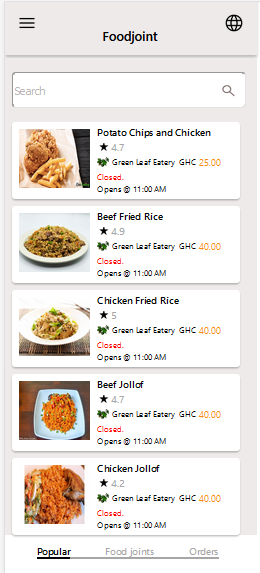 Foodjoint
Search
Potato Chips and Chicken
★ 4.7
Green Leaf Eatery GHC 25.00
Closed.
Opens @ 11:00 AM
Beef Fried Rice
★ 4.9
Green Leaf Eatery GHC 40.00
Closed.
Opens @ 11:00 AM
Chicken Fried Rice
★ 5
Green Leaf Eatery GHC 40.00
Closed.
Opens @ 11:00 AM
Beef Jollof
★ 4.7
Green Leaf Eatery GHC 40.00
Closed.
Opens @ 11:00 AM
Chicken Jollof
★ 4.2
Green Leaf Eatery GHC 40.00
Closed.
Opens @ 11:00 AM
Popular Food joints Orders